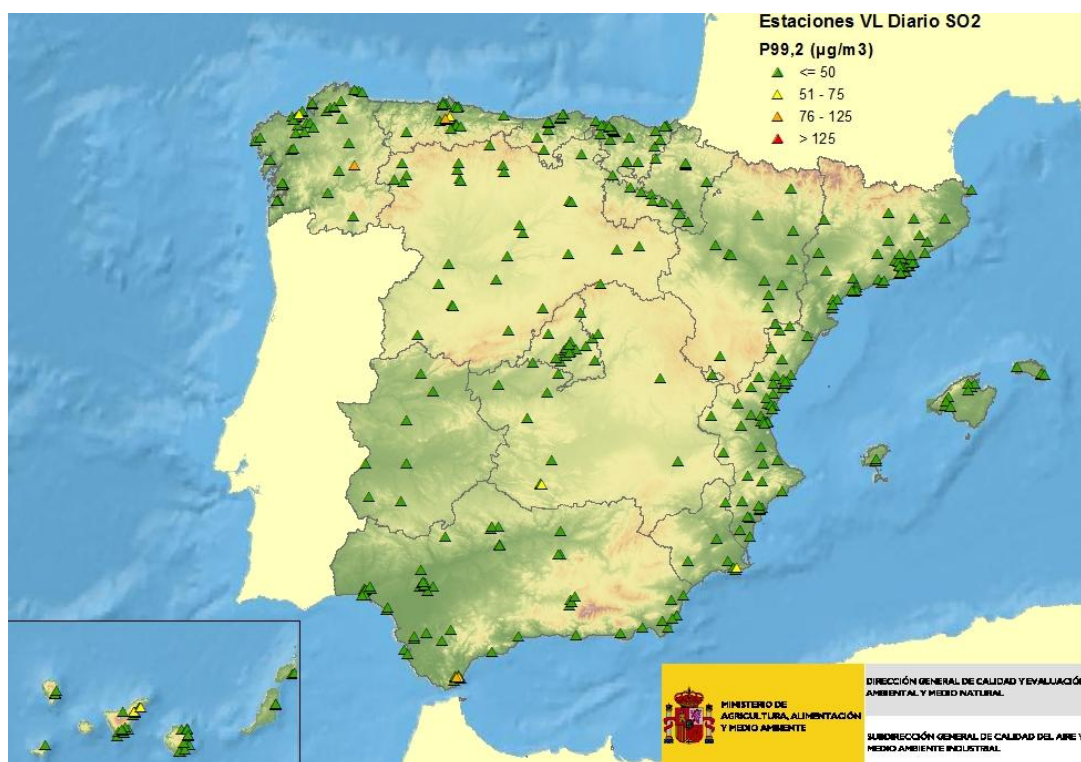 Estaciones VL Diario SO2
P99,2 (µg/m3)
<= 50
51 - 75
76 - 125
> 125
MINISTERIO DE
AGRICULTURA, ALIMENTACIÓN
Y MEDIO AMBIENTE
DIRECCIÓN GENERAL DE CALIDAD Y EVALUACIÓN
AMBIENTAL Y MEDIO NATURAL
SUBDIRECCIÓN GENERAL DE CALIDAD DEL AIRE Y
MEDIO AMBIENTE INDUSTRIAL